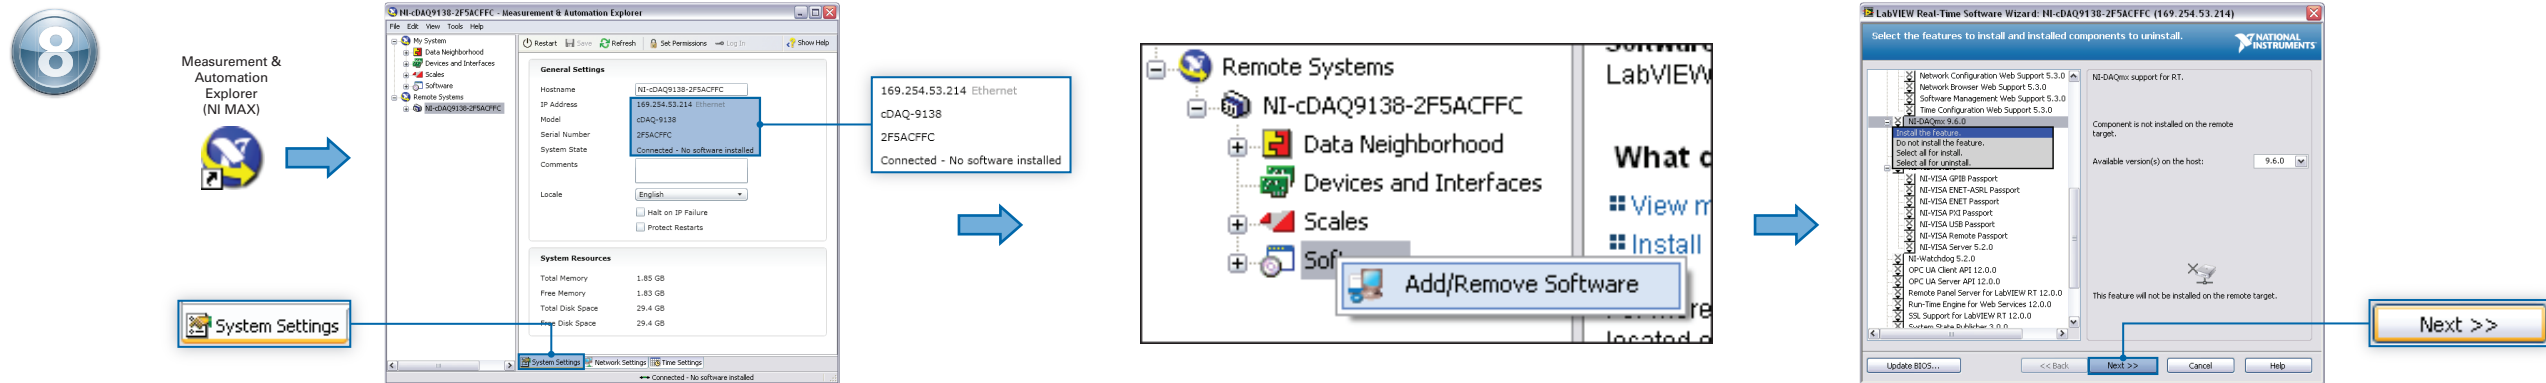 8
Measurement &
Automation
Explorer
(NI MAX)
System Settings
NI-cDAQ9138-2F5ACFFC - Measurement & Automation Explorer
File Edit View Tools Help
My System
Data Neighborhood
Devices and Interfaces
Scales
Software
Remote Systems
NI-cDAQ9138-2F5ACFFC
Restart Save Refresh Set Permissions Log In Show Help
General Settings
Hostname NI-cDAQ9138-2F5ACFFC
IP Address 169.254.53.214 Ethernet
Model cDAQ-9138
Serial Number 2F5ACFFC
System State Connected - No software installed
Comments
Locale English
Halt on IP Failure
Protect Restarts
System Resources
Total Memory 1.85 GB
Free Memory 1.83 GB
Total Disk Space 29.4 GB
Free Disk Space 29.4 GB
System Settings Network Settings Time Settings
Connected - No software installed
169.254.53.214 Ethernet
cDAQ-9138
2F5ACFFC
Connected - No software installed
Remote Systems
NI-cDAQ9138-2F5ACFFC
Data Neighborhood
Devices and Interfaces
Scales
Soft
Add/Remove Software
LabVIEW
What
View
Install
located
LabVIEW Real-Time Software Wizard: NI-cDAQ9138-2F5ACFFC (169.254.53.214)
Select the features to install and installed components to uninstall.
NATIONAL
INSTRUMENTS
Network Configuration Web Support 5.3.0
Network Browser Web Support 5.3.0
Software Management Web Support 5.3.0
Time Configuration Web Support 5.3.0
NI-DAQmx 9.6.0
Install the feature.
Do not install the feature.
Select all for install.
Select all for uninstall.
NI-VISA GPIB Passport
NI-VISA ENET-ASRL Passport
NI-VISA ENET Passport
NI-VISA PXI Passport
NI-VISA USB Passport
NI-VISA Remote Passport
NI-VISA Server 5.2.0
NI-Watchdog 5.2.0
OPC UA Client API 12.0.0
OPC UA Server API 12.0.0
Remote Panel Server for LabVIEW RT 12.0.0
Run-Time Engine for Web Services 12.0.0
SSL Support for LabVIEW RT 12.0.0
System State Publisher 3.0.0
NI-DAQmx support for RT.
Component is not installed on the remote
target.
Available version(s) on the host: 9.6.0
This feature will not be installed on the remote target.
Update BIOS... << Back Next >> Cancel Help
Next >>